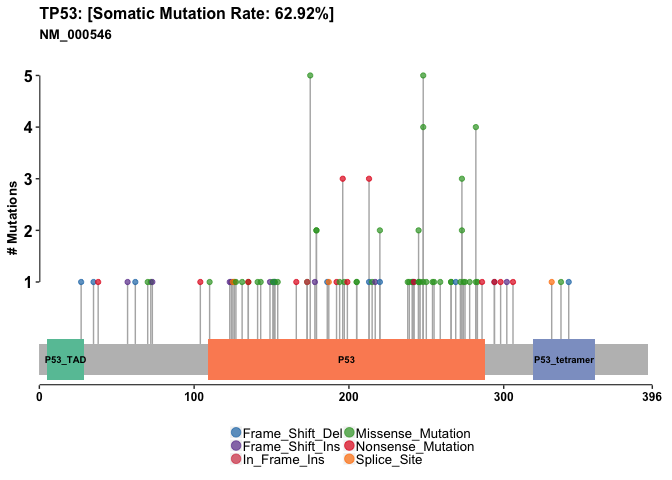 TP53: [Somatic Mutation Rate: 62.92%]
NM_000546
# Mutations
5
4
3
2
1
P53_TAD
P53
P53_tetramer
0
100
200
300
396
Frame_Shift_Del
Missense_Mutation
Frame_Shift_Ins
Nonsense_Mutation
In_Frame_Ins
Splice_Site